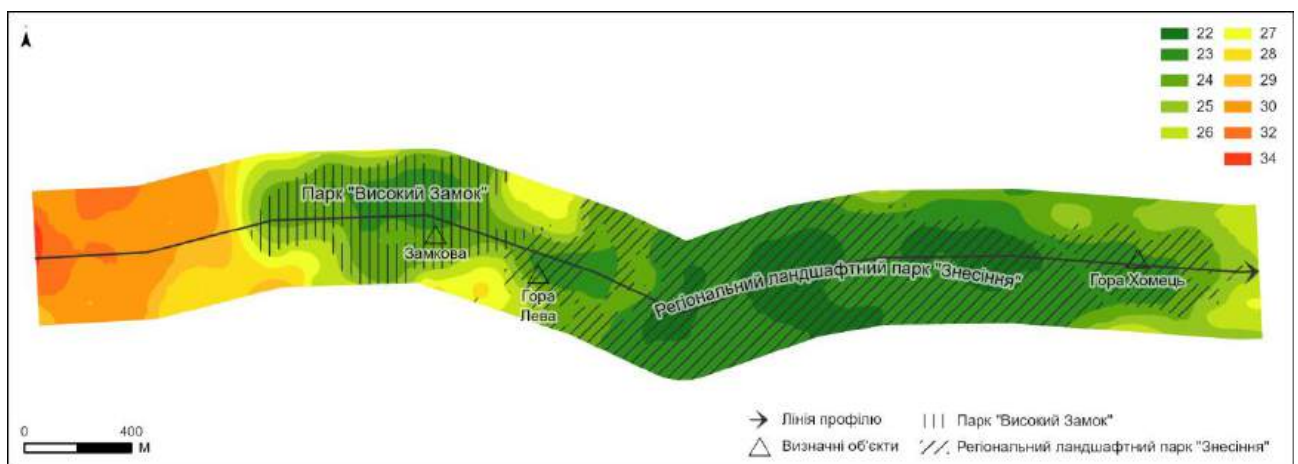 22 27
23 28
24 29
25 30
26 32
34
Парк "Високий Замок"
Замкова
Гора
Лева
Регіональний ландшафтний парк "Знесіння"
Гора Хомець
0 400
М
Лінія профілю
Парк "Високий Замок"
Визначні об'єкти
Регіональний ландшафтний парк "Знесіння"